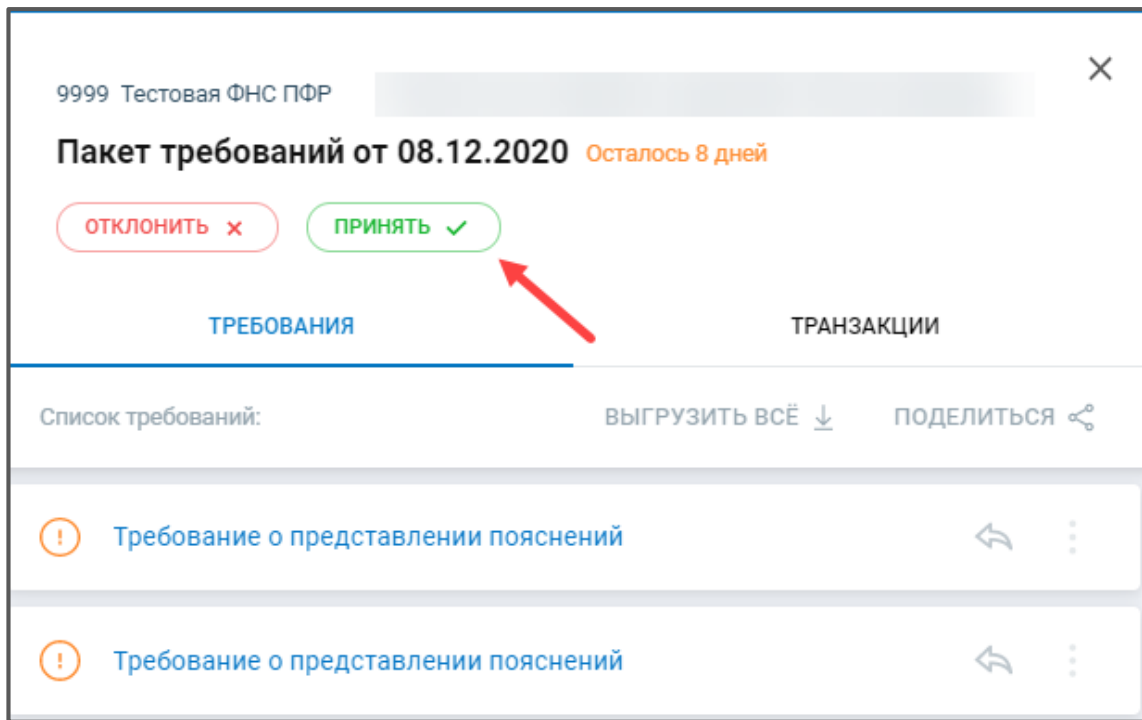 9999 Тестовая ФНС ПФР
Пакет требований от 08.12.2020 Осталось 8 дней
ОТКЛОНИТЬ ПРИНЯТЬ
ТРЕБОВАНИЯ ТРАНЗАКЦИИ
Список требований: ВЫГРУЗИТЬ ВСЁ ПОДЕЛИТЬСЯ
Требование о представлении пояснений
Требование о представлении пояснений